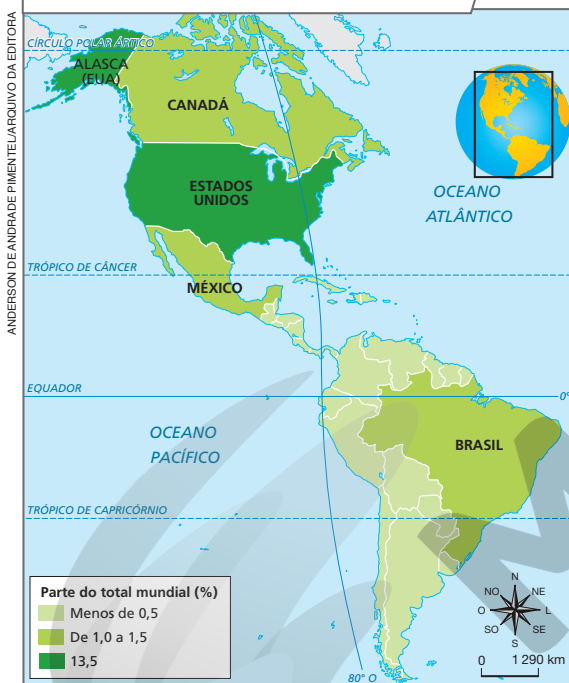 ANDERSON DE ANDRADE PIMENTEL/ARQUIVO DA EDITORA
CÍRCULO POLAR ÁRTICO
ALASCA
(EUA)
CANADÁ
ESTADOS
UNIDOS
OCEANO
ATLÂNTICO
TRÓPICO DE CÂNCER
MÉXICO
EQUADOR
0°
OCEANO
PACÍFICO
BRASIL
TRÓPICO DE CAPRICÓRNIO
Parte do total mundial (%)
Menos de 0,5
De 1,0 a 1,5
13,5
80° O
N
NO
NE
O
L
SO
SE
S
0
1 290 km